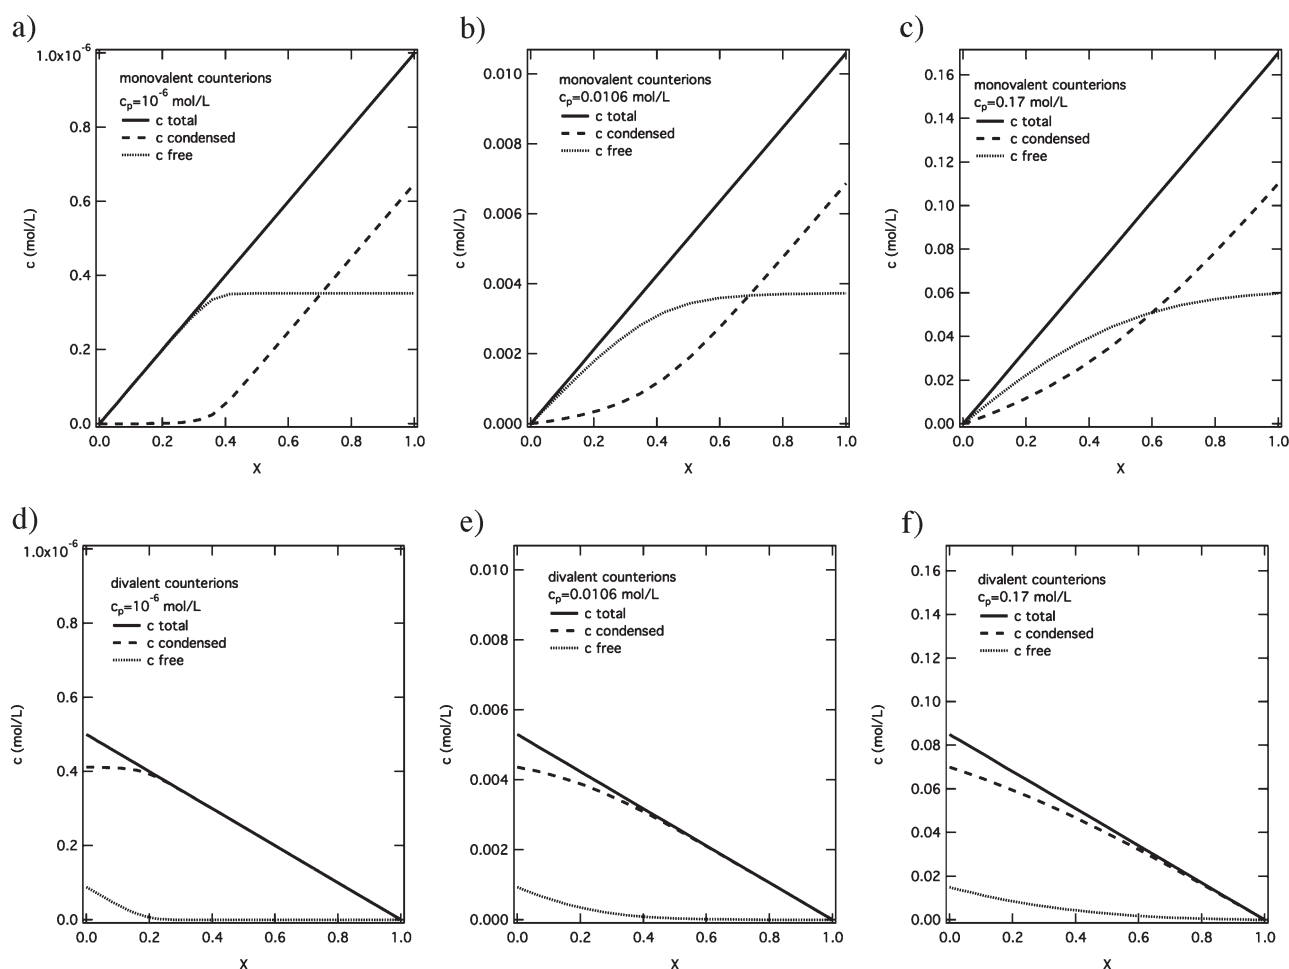 a)
1.0x10-6
0.8
0.6
0.4
0.2
0.0
c (mol/L)
monovalent counterions
cp=10-6 mol/L
c total
c condensed
c free
0.0 0.2 0.4 0.6 0.8 1.0
X
b)
0.010
0.008
0.006
0.004
0.002
0.000
c (mol/L)
monovalent counterions
cp=0.0106 mol/L
c total
c condensed
c free
0.0 0.2 0.4 0.6 0.8 1.0
X
c)
0.16
0.14
0.12
0.10
0.08
0.06
0.04
0.02
0.00
c (mol/L)
monovalent counterions
cp=0.17 mol/L
c total
c condensed
c free
0.0 0.2 0.4 0.6 0.8 1.0
X
d)
1.0x10-6
0.8
0.6
0.4
0.2
0.0
c (mol/L)
divalent counterions
cp=10-6 mol/L
c total
c condensed
c free
0.0 0.2 0.4 0.6 0.8 1.0
X
e)
0.010
0.008
0.006
0.004
0.002
0.000
c (mol/L)
divalent counterions
cp=0.0106 mol/L
c total
c condensed
c free
0.0 0.2 0.4 0.6 0.8 1.0
X
f)
0.16
0.14
0.12
0.10
0.08
0.06
0.04
0.02
0.00
c (mol/L)
divalent counterions
cp=0.17 mol/L
c total
c condensed
c free
0.0 0.2 0.4 0.6 0.8 1.0
X